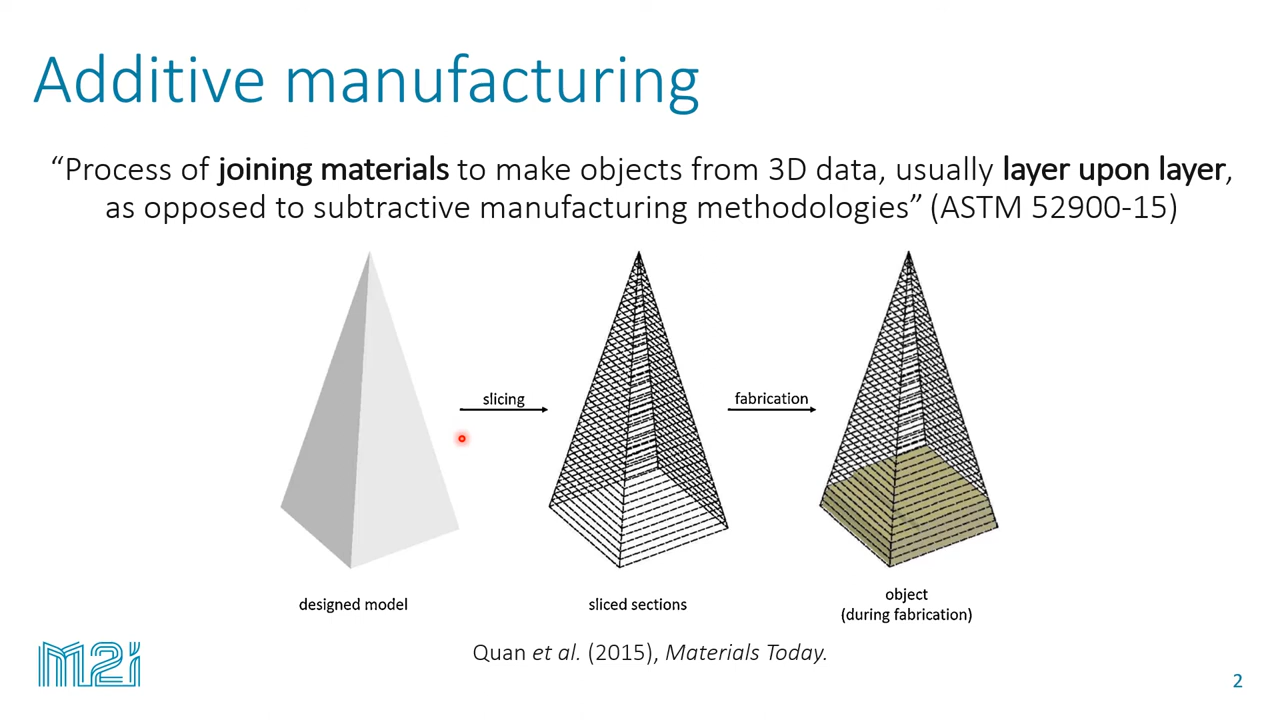 Additive manufacturing
“Process of joining materials to make objects from 3D data, usually layer upon layer,
as opposed to subtractive manufacturing methodologies” (ASTM 52900-15)
slicing
fabrication
designed model
sliced sections
object
(during fabrication)
Quan et al. (2015), Materials Today.
M2i
2